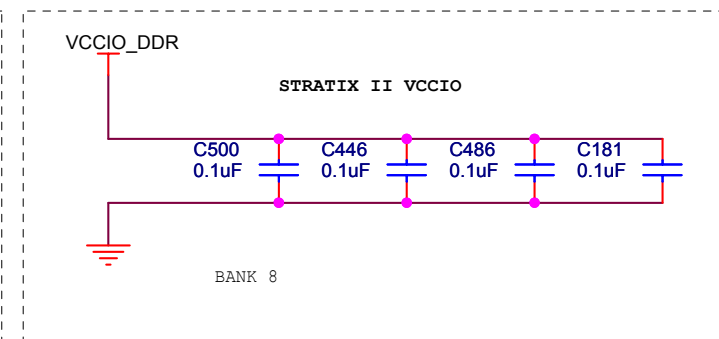 VCCIO_DDR
STRATIX II VCCIO
C500 C446 C486 C181
0.1uF 0.1uF 0.1uF 0.1uF
BANK 8